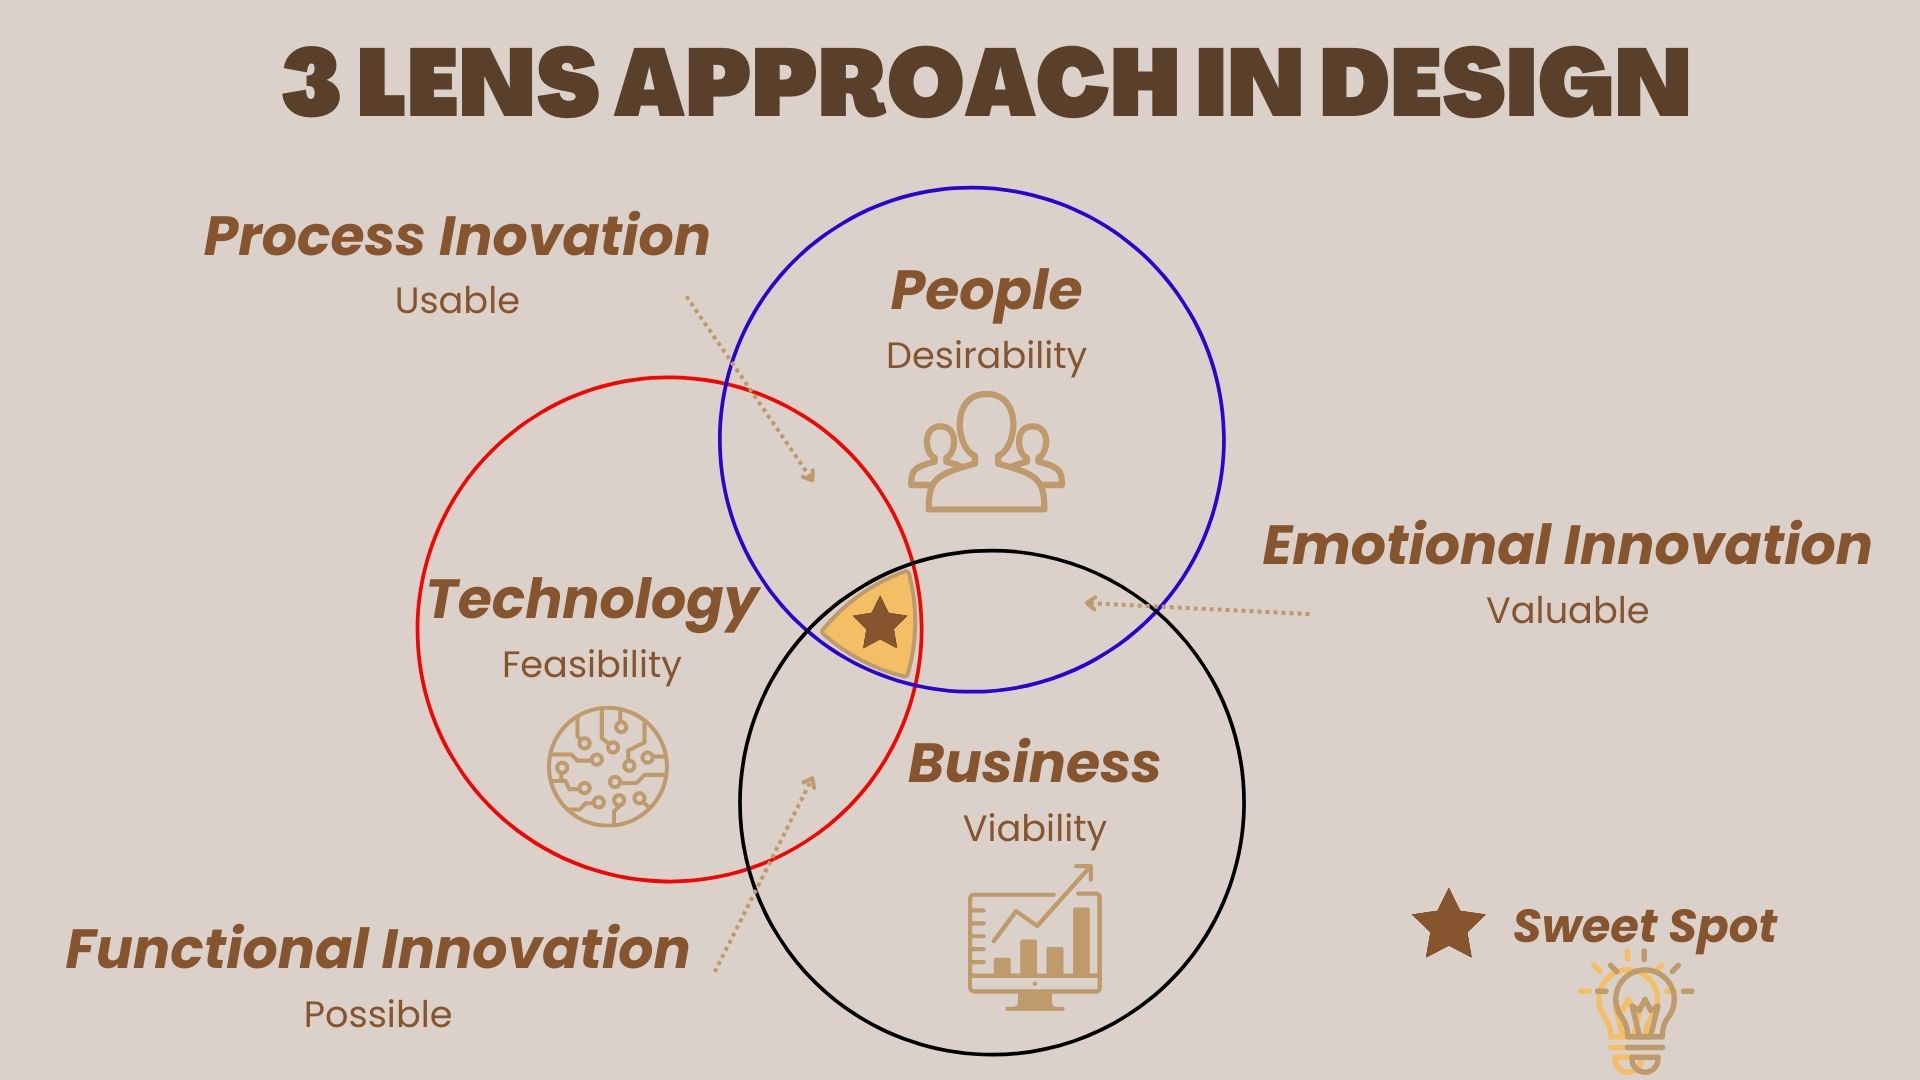 3 LENS APPROACH IN DESIGN
Process Inovation
Usable
People
Desirability
Emotional Innovation
Valuable
Technology
Feasibility
Business
Viability
Functional Innovation
Possible
Sweet Spot